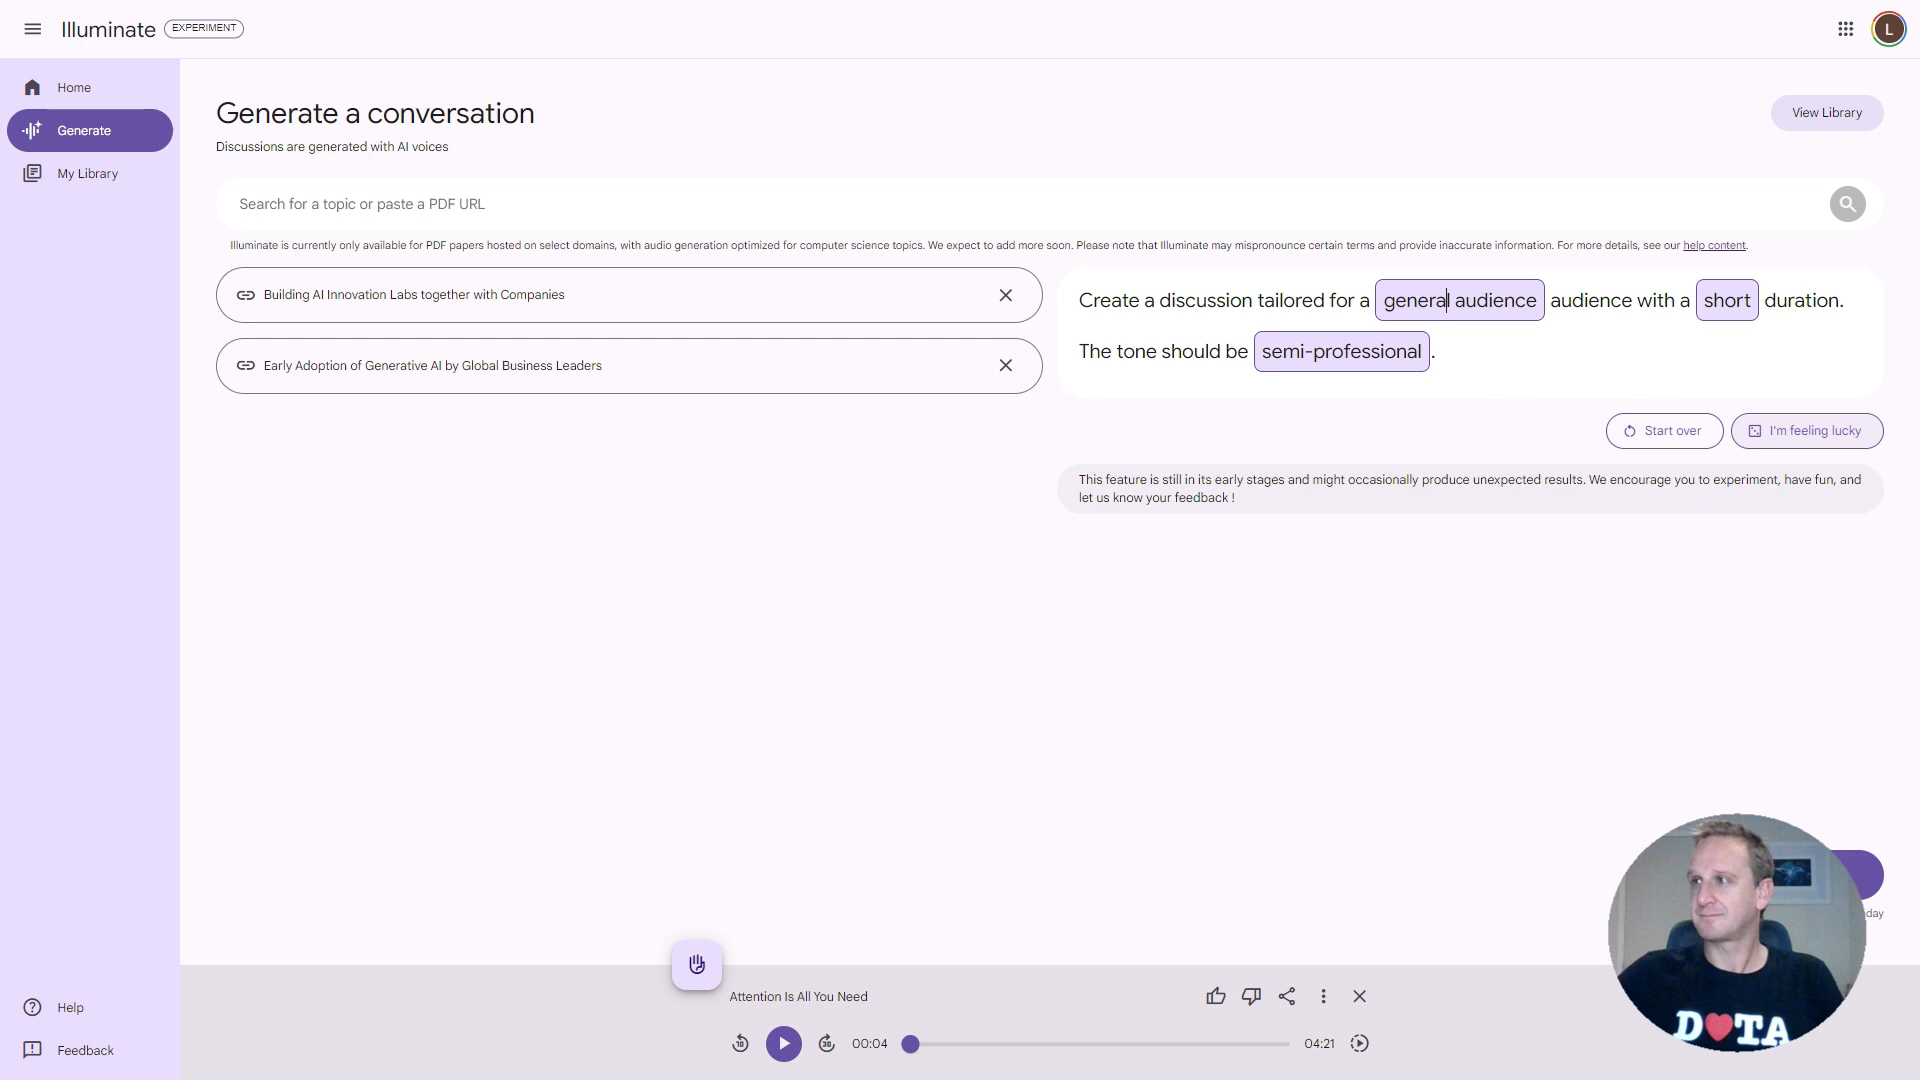 Illuminate EXPERIMENT
L
Home
Generate
My Library
Generate a conversation
View Library
Discussions are generated with AI voices
Search for a topic or paste a PDF URL
Illuminate is currently only available for PDF papers hosted on select domains, with audio generation optimized for computer science topics. We expect to add more soon. Please note that Illuminate may mispronounce certain terms and provide inaccurate information. For more details, see our help content.
Building AI Innovation Labs together with Companies
Early Adoption of Generative AI by Global Business Leaders
Create a discussion tailored for a general audience audience with a short duration.
The tone should be semi-professional .
Start over
I'm feeling lucky
This feature is still in its early stages and might occasionally produce unexpected results. We encourage you to experiment, have fun, and
let us know your feedback !
Attention Is All You Need
10
30
00:04
04:21
Help
Feedback